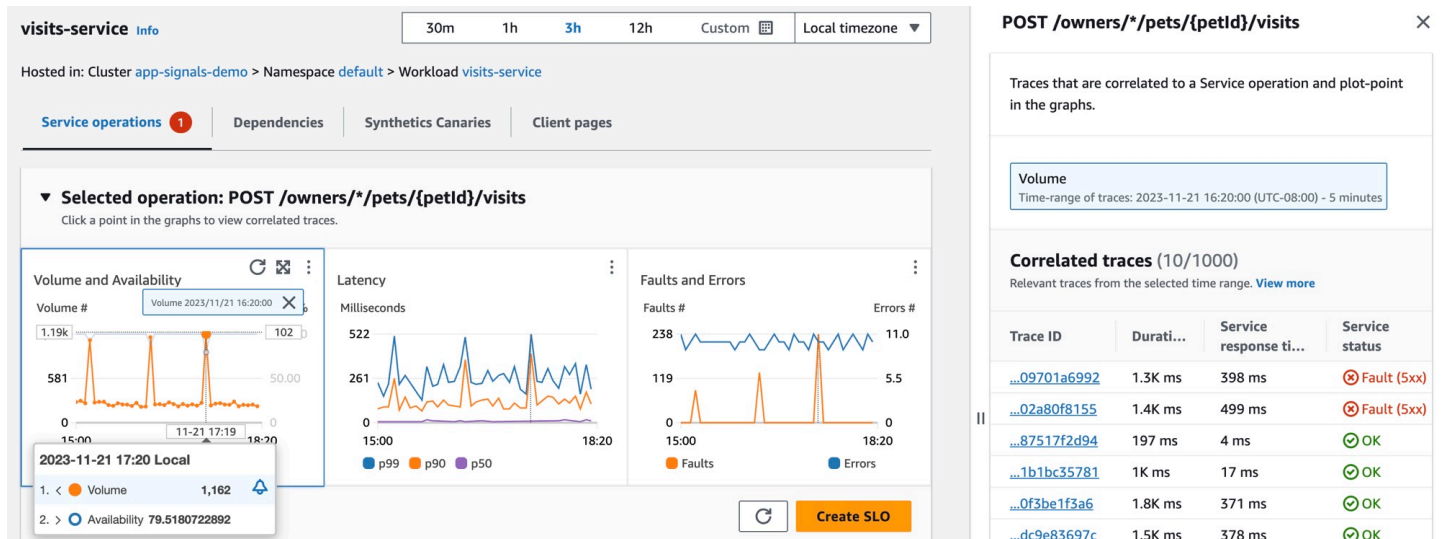 visits-service Info
30m 1h 3h 12h Custom Local timezone
Hosted in: Cluster app-signals-demo > Namespace default > Workload visits-service
Service operations 1 Dependencies Synthetics Canaries Client pages
Selected operation: POST /owners/*/pets/{petId}/visits
Click a point in the graphs to view correlated traces.
Volume and Availability
Volume #
Volume 2023/11/21 16:20:00
1.19k
102
581
50.00
0
0
15:00
11-21 17:19
18:20
2023-11-21 17:20 Local
1. < Volume 1,162
2. > Availability 79.5180722892
Latency
Milliseconds
522
261
0
15:00 18:20
p99 p90 p50
Faults and Errors
Faults # Errors #
238 11.0
119 5.5
0 0
15:00 18:20
Faults Errors
Create SLO
POST /owners/*/pets/{petId}/visits
Traces that are correlated to a Service operation and plot-point
in the graphs.
Volume
Time-range of traces: 2023-11-21 16:20:00 (UTC-08:00) - 5 minutes
Correlated traces (10/1000)
Relevant traces from the selected time range. View more
Trace ID Durati... Service response ti... Service status
...09701a6992 1.3K ms 398 ms Fault (5xx)
...02a80f8155 1.4K ms 499 ms Fault (5xx)
...87517f2d94 197 ms 4 ms OK
...1b1bc35781 1K ms 17 ms OK
...0f3be1f3a6 1.8K ms 371 ms OK
...dc9e83697c 1.5K ms 378 ms OK